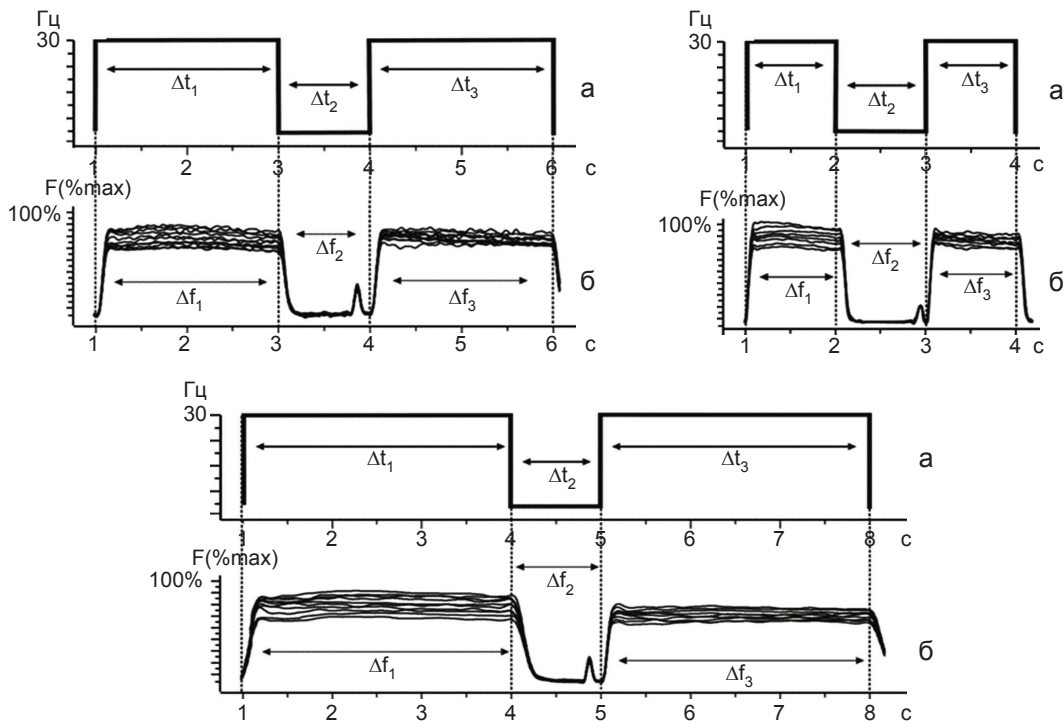 Гц
30
Δt1
Δt2
Δt3
а
1 2 3 4 5 6 с
F(%max)
100%
Δf1
Δf2
Δf3
б
1 2 3 4 5 6 с
Гц
30
Δt1
Δt2
Δt3
а
1 2 3 4 с
F(%max)
100%
Δf1
Δf2
Δf3
б
1 2 3 4 с
Гц
30
Δt1
Δt2
Δt3
а
1 2 3 4 5 6 7 8 с
F(%max)
100%
Δf1
Δf2
Δf3
б
1 2 3 4 5 6 7 8 с